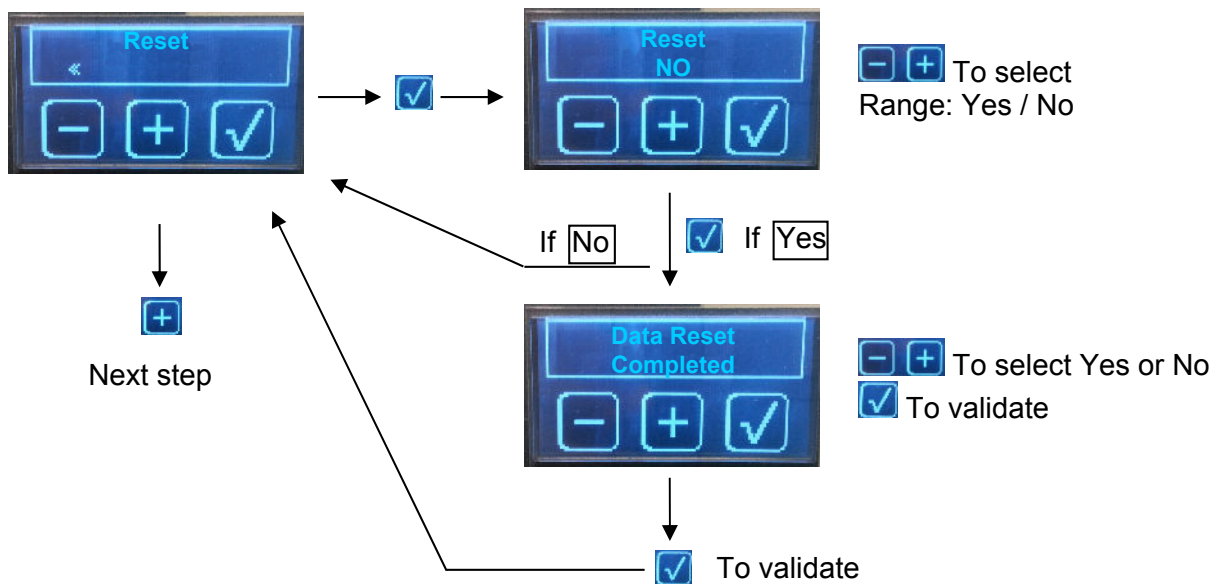 Reset
«
Reset
NO
To select
Range: Yes / No
If No
If Yes
Next step
Data Reset
Completed
To select Yes or No
To validate
To validate